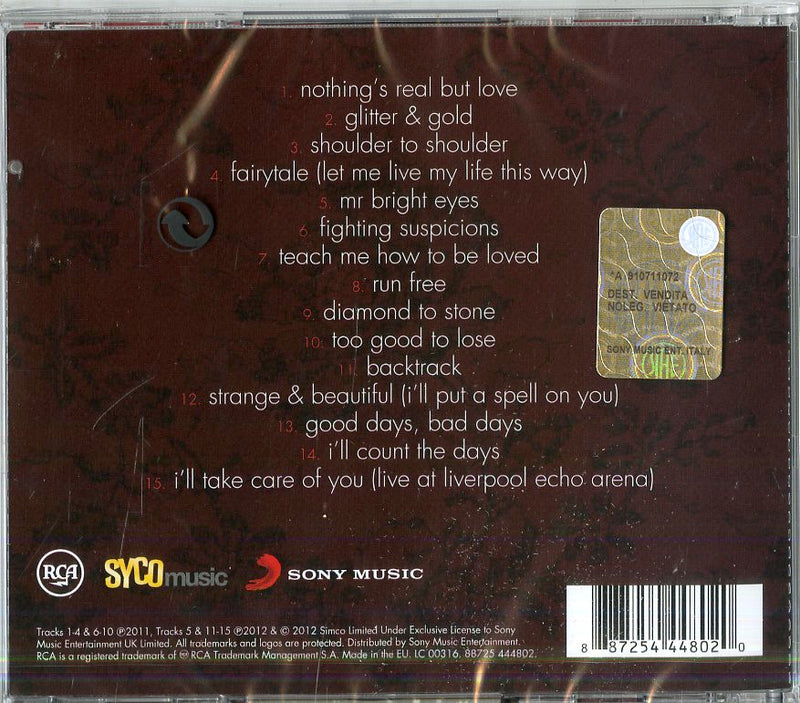 1. nothing's real but love
2. glitter & gold
3. shoulder to shoulder
4. fairytale (let me live my life this way)
5. mr bright eyes
6. fighting suspicions
7. teach me how to be loved
8. run free
9. diamond to stone
10. too good to lose
11. backtrack
12. strange & beautiful (i'll put a spell on you)
13. good days, bad days
14. i'll count the days
15. i'll take care of you (live at liverpool echo arena)
*A 910711072
DEST. VENDITA
NOLEG. VIETATO
SONY MUSIC ENT. ITALY
RCA SYCOmusic SONY MUSIC
Tracks 1-4 & 6-10 ℗2011, Tracks 5 & 11-15 ℗2012 & © 2012 Simco Limited Under Exclusive License to Sony
Music Entertainment UK Limited. All trademarks and logos are protected. Distributed by Sony Music Entertainment.
RCA is a registered trademark of RCA Trademark Management S.A. Made in the EU. LC 00316. 88725 444802.
8 87254 44802 0